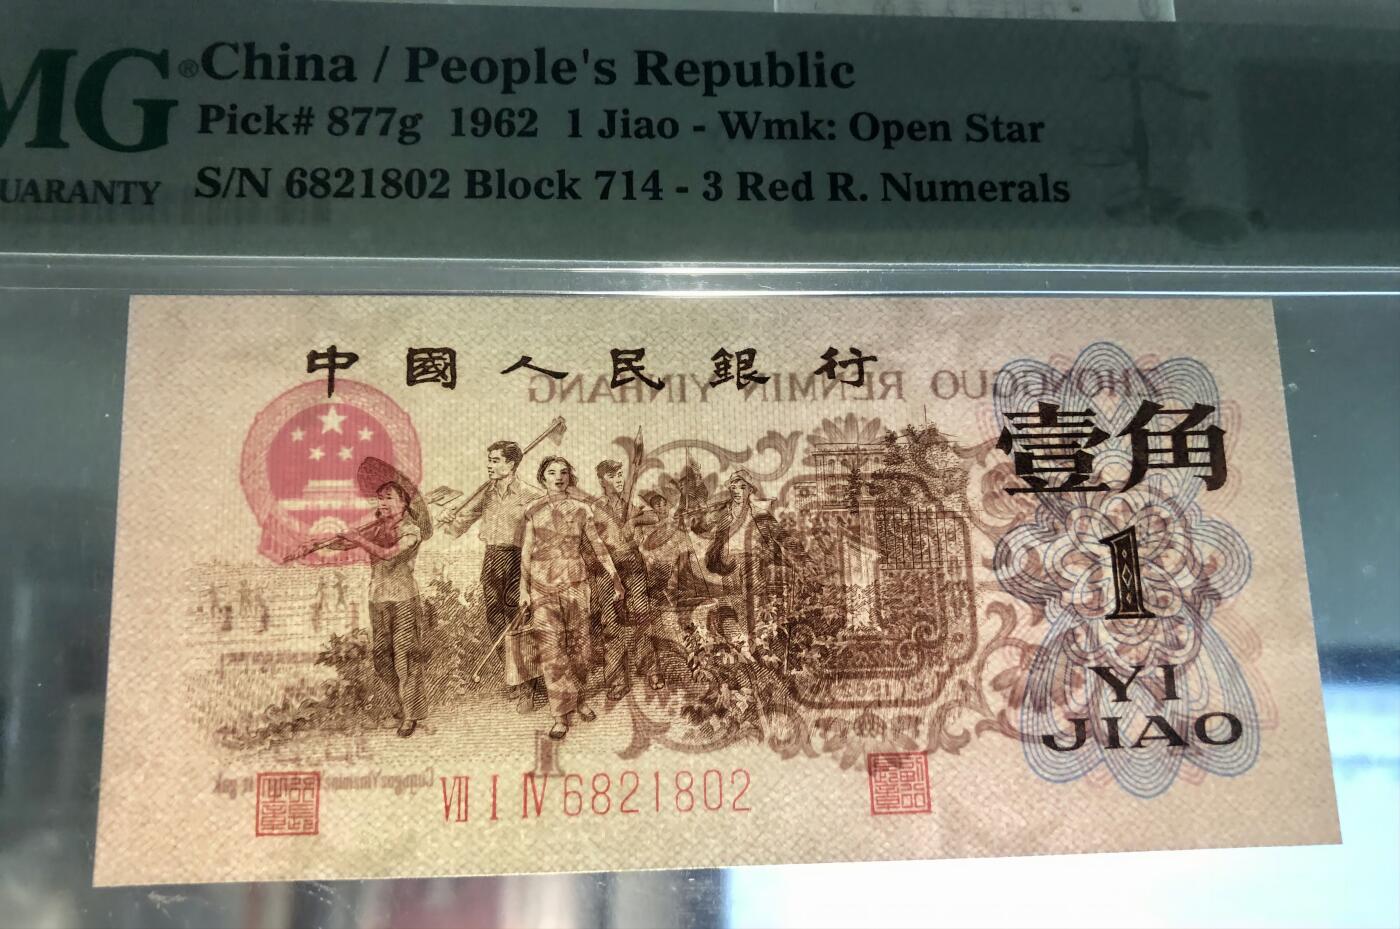 MG® China / People's Republic
Pick# 877g 1962 1 Jiao - Wmk: Open Star
UARANTY S/N 6821802 Block 714 - 3 Red R. Numerals
中國人民銀行
ZHONGGUO RENMIN YINHANG
壹角
1
YI
JIAO
VII I IV 6821802